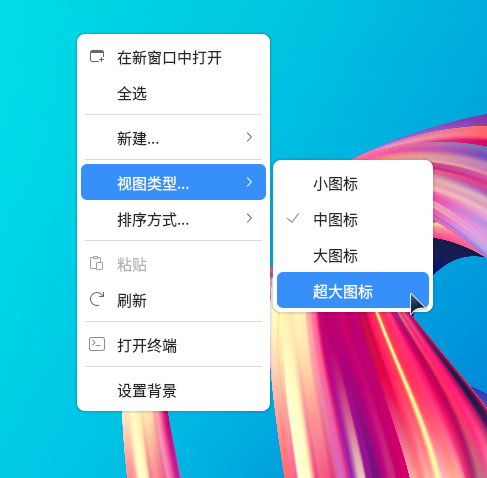 在新窗口中打开
全选
新建...
视图类型...
排序方式...
粘贴
刷新
打开终端
设置背景
小图标
中图标
大图标
超大图标